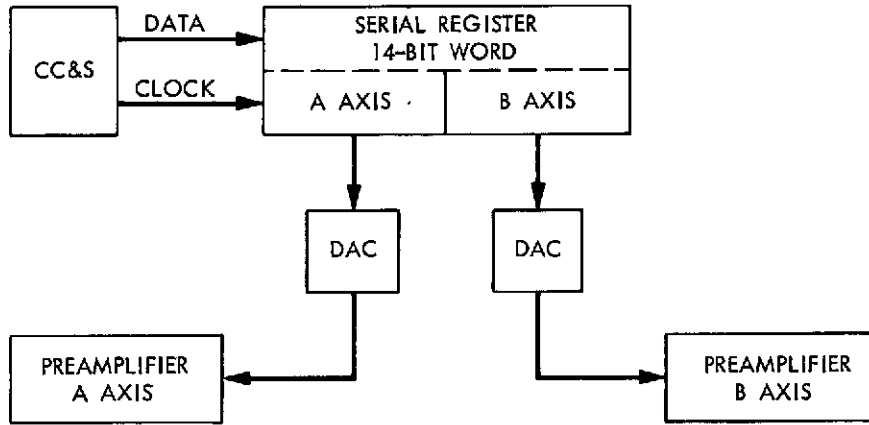 DATA
CC&S
CLOCK
SERIAL REGISTER
14-BIT WORD
A AXIS
B AXIS
DAC
DAC
PREAMPLIFIER
A AXIS
PREAMPLIFIER
B AXIS